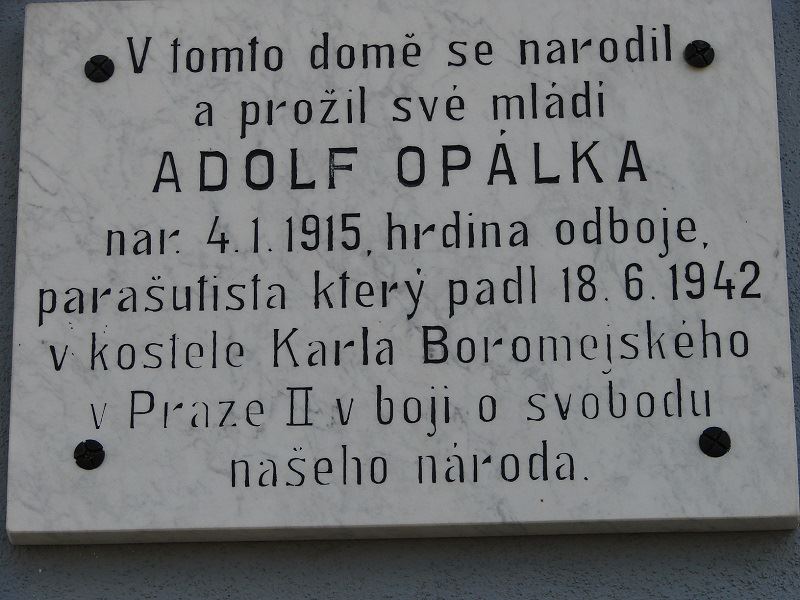 V tomto domě se narodil
a prožil své mládí
ADOLF OPÁLKA
nar. 4.1.1915, hrdina odboje,
parašutista který padl 18.6.1942
v kostele Karla Boromejského
v Praze II v boji o svobodu
našeho národa.